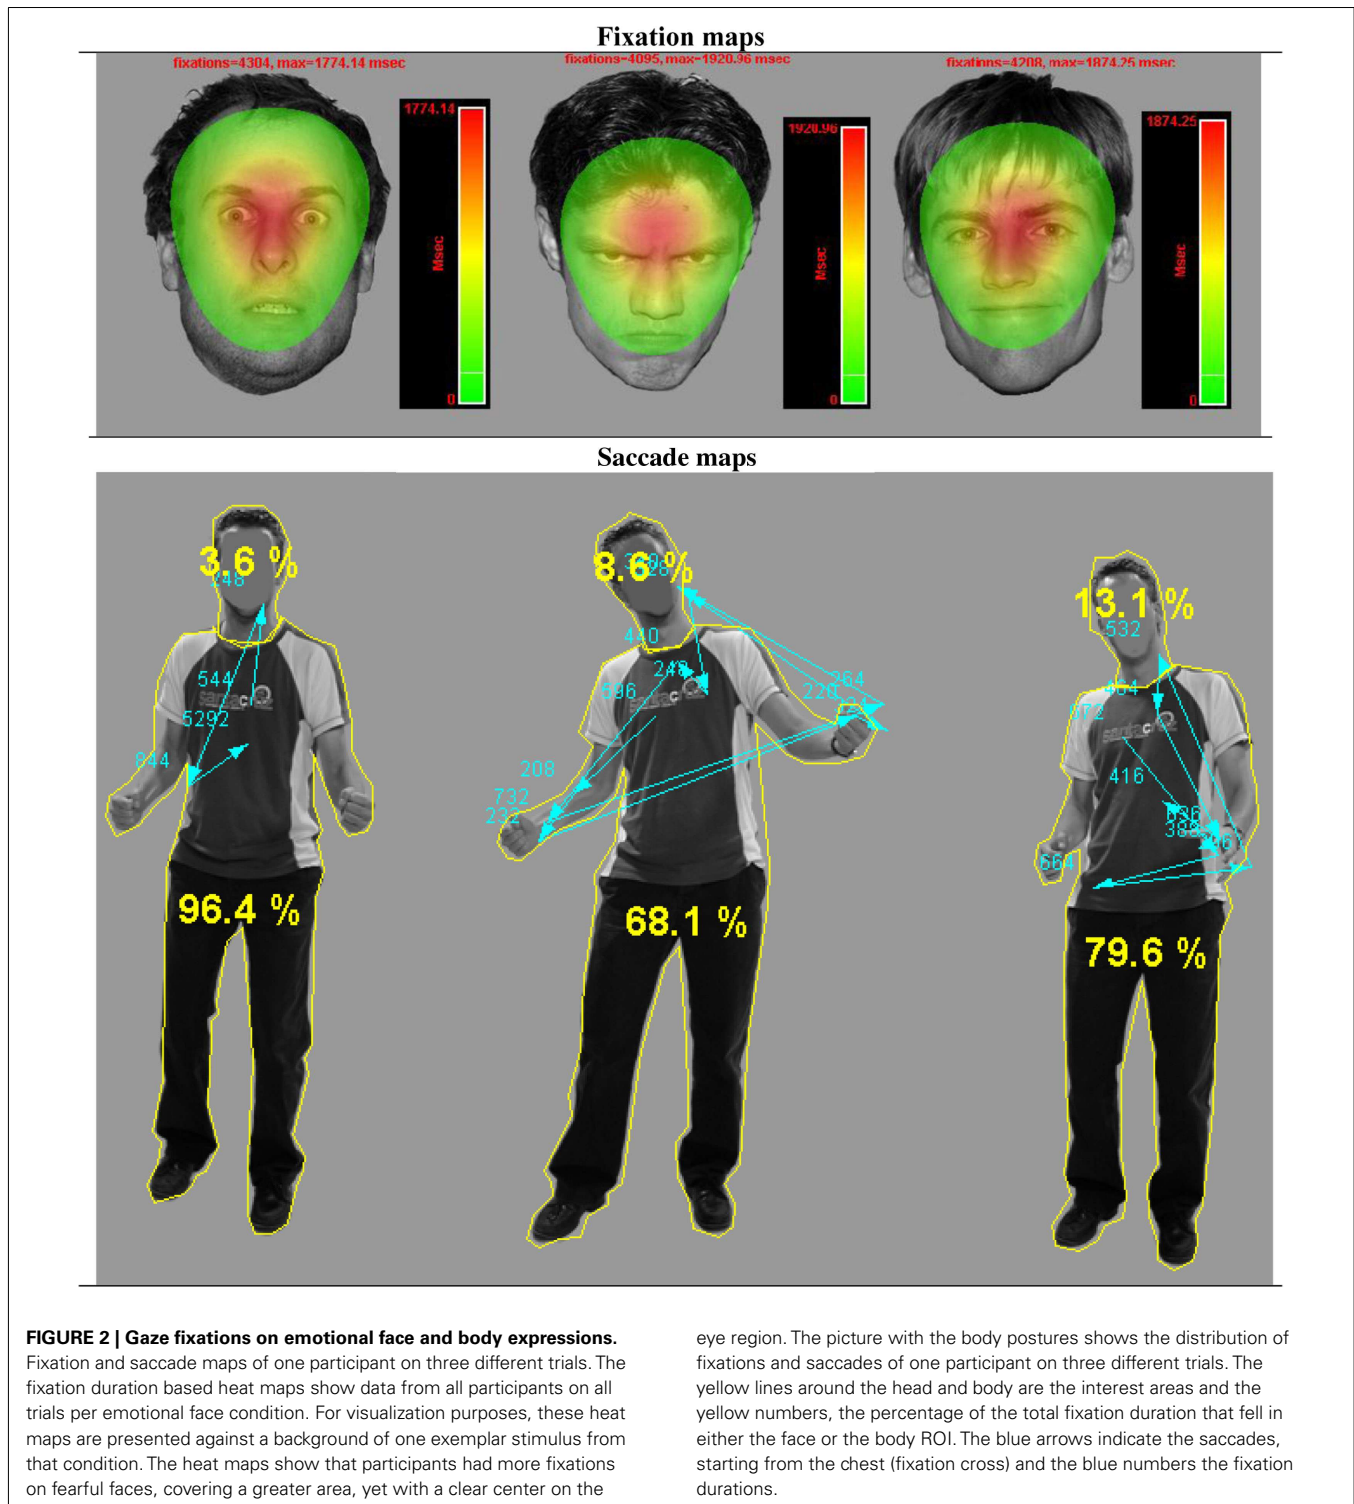 Fixation maps
fixations=4304, max=1774.14 msec
fixations=4095, max=1920.96 msec
fixations=4208, max=1874.25 msec
1774.14
Msec
0
1920.96
Msec
0
1874.25
Msec
0
Saccade maps
3.6 %
248
544
5292
844
96.4 %
8.6 %
440
596
264
220
208
732
232
68.1 %
13.1 %
532
464
572
416
564
79.6 %
FIGURE 2 | Gaze fixations on emotional face and body expressions.
Fixation and saccade maps of one participant on three different trials. The
fixation duration based heat maps show data from all participants on all
trials per emotional face condition. For visualization purposes, these heat
maps are presented against a background of one exemplar stimulus from
that condition. The heat maps show that participants had more fixations
on fearful faces, covering a greater area, yet with a clear center on the
eye region. The picture with the body postures shows the distribution of
fixations and saccades of one participant on three different trials. The
yellow lines around the head and body are the interest areas and the
yellow numbers, the percentage of the total fixation duration that fell in
either the face or the body ROI. The blue arrows indicate the saccades,
starting from the chest (fixation cross) and the blue numbers the fixation
durations.